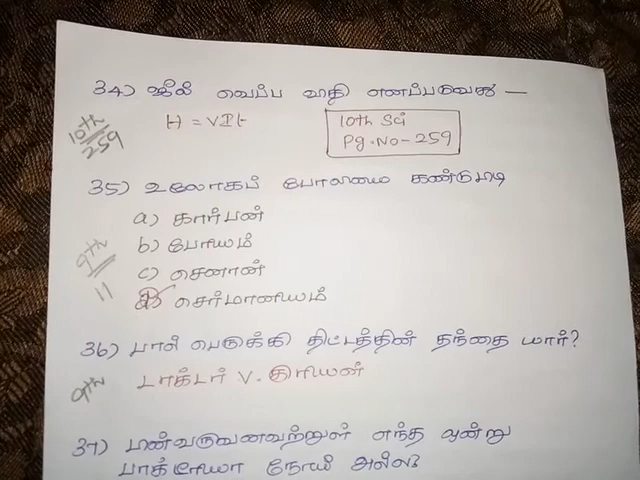 34) ஜீல் வெப்ப வாதி எனப்படுவது —
H = VIt
10th Sci
Pg.No - 259
10th
259
35) உலோகப் போலியை கண்டுபிடி
a) கார்பன்
b) போரம்
c) செனான்
d) செர்மானியம்
9th
11
36) பால் பெருக்கி திட்டத்தின் தந்தை யார்?
டாக்டர் V. குரியன்
9th
37) பின்வருவனவற்றுள் எந்த ஒன்று
பாக்டீரியா நோய் அல்ல?